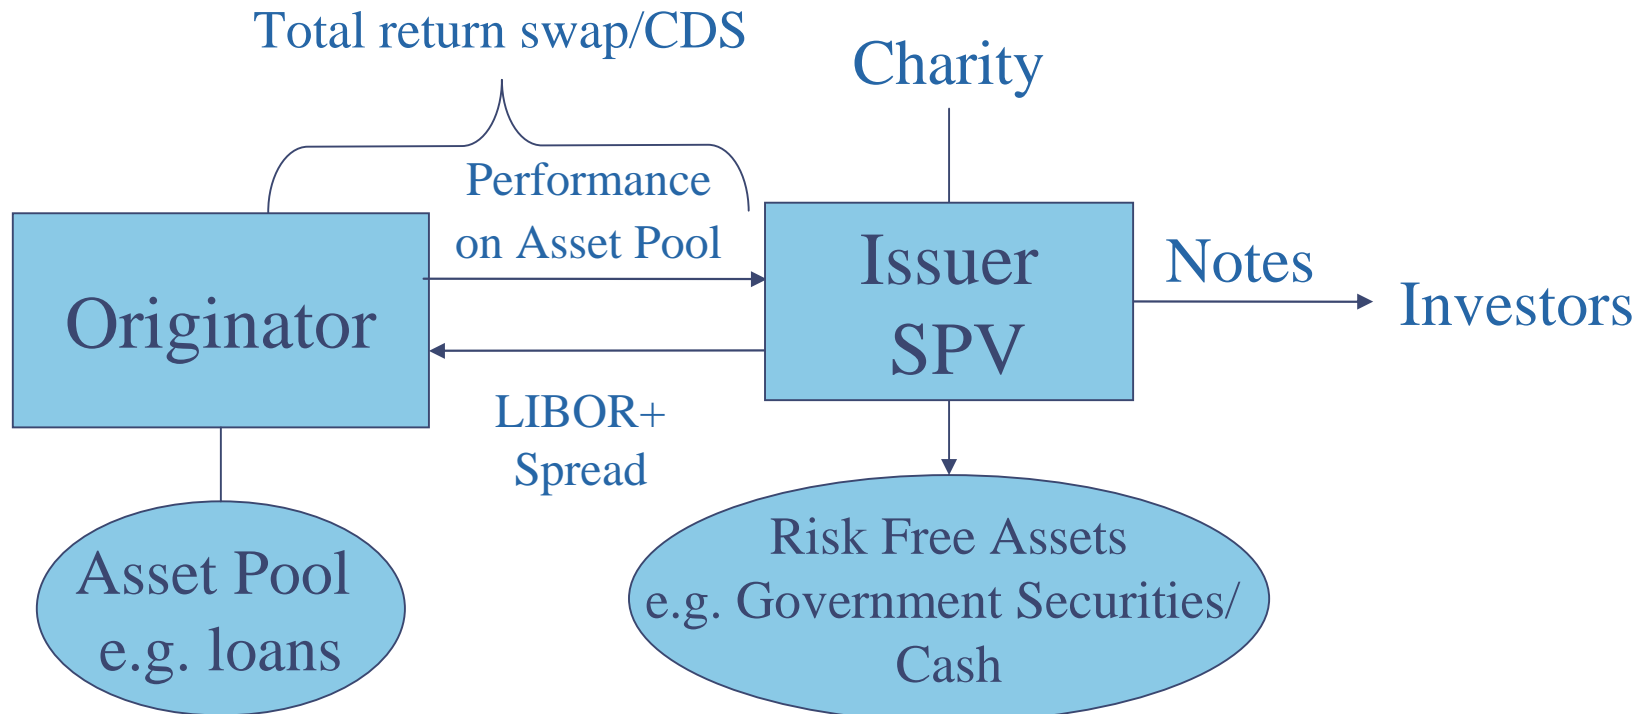 Total return swap/CDS
Charity
Performance
on Asset Pool
Originator
Issuer
SPV
Notes
Investors
LIBOR+
Spread
Asset Pool
e.g. loans
Risk Free Assets
e.g. Government Securities/
Cash